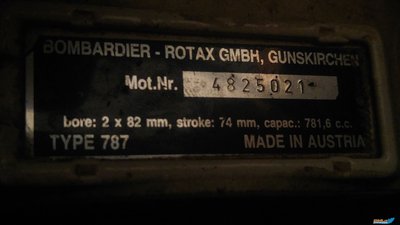 BOMBARDIER - ROTAX GMBH, GUNSKIRCHEN
Mot.Nr. 4825021
bore: 2 x 82 mm, stroke: 74 mm, capac.: 781,6 c.c.
TYPE 787 MADE IN AUSTRIA